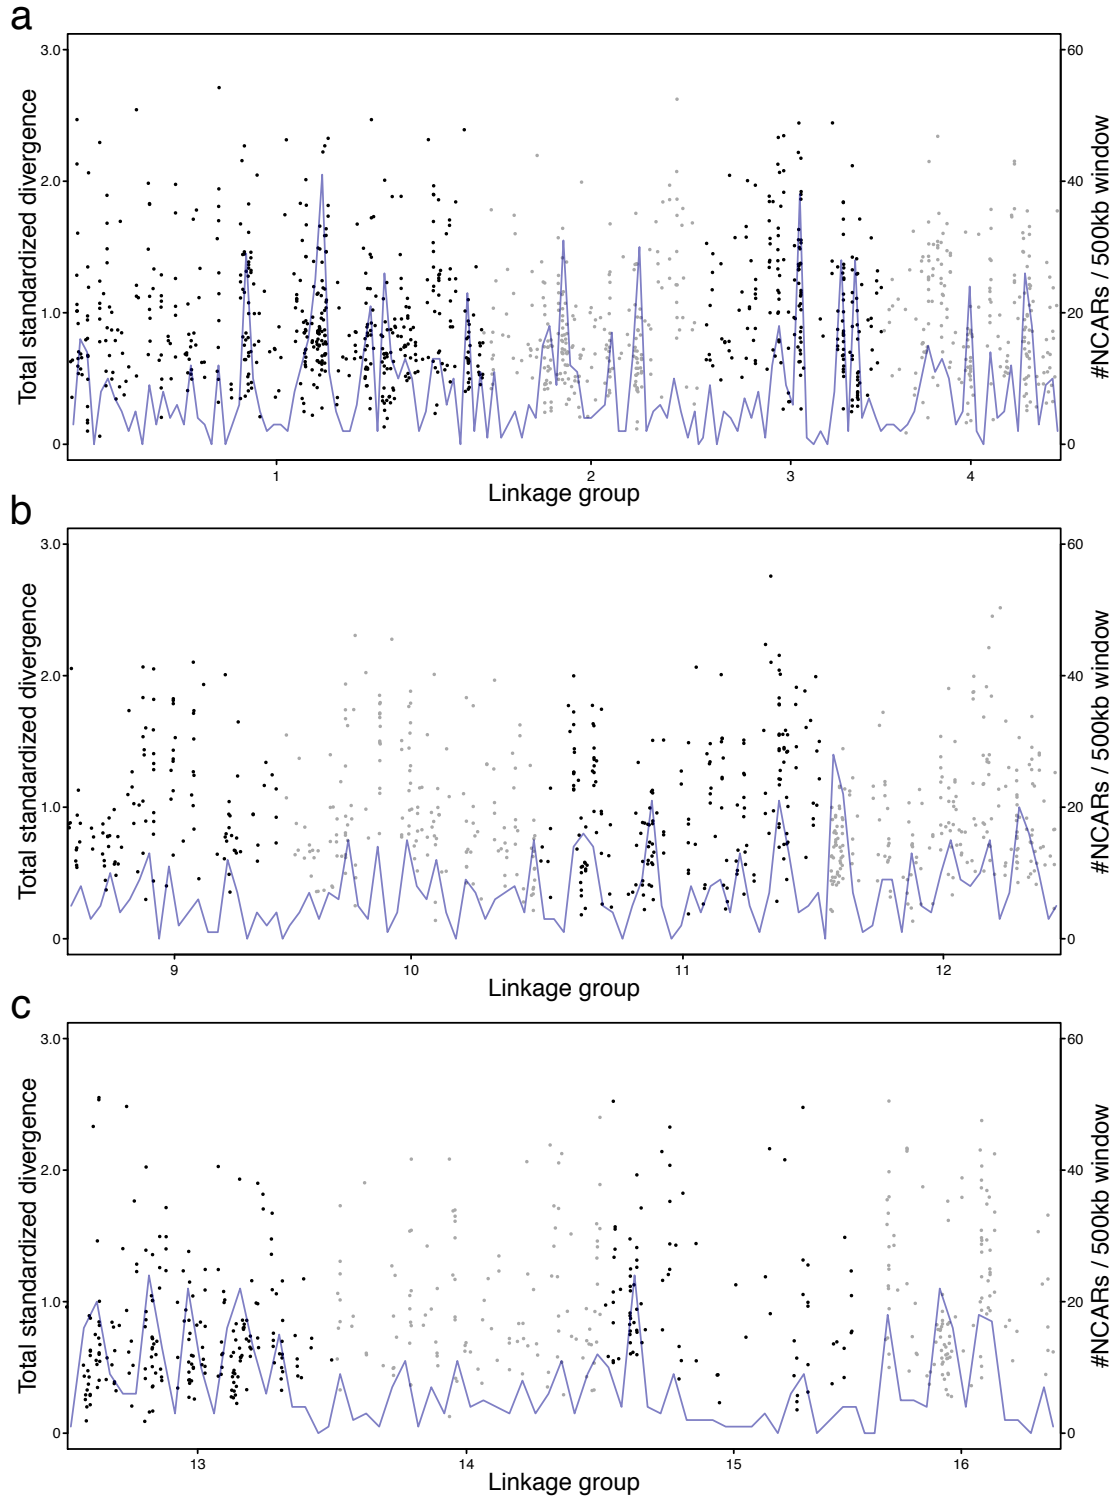 a
3.0
2.0
1.0
0
Total standardized divergence
60
40
20
0
#NCARs / 500kb window
1 2 3 4
Linkage group
b
3.0
2.0
1.0
0
Total standardized divergence
60
40
20
0
#NCARs / 500kb window
9 10 11 12
Linkage group
c
3.0
2.0
1.0
0
Total standardized divergence
60
40
20
0
#NCARs / 500kb window
13 14 15 16
Linkage group